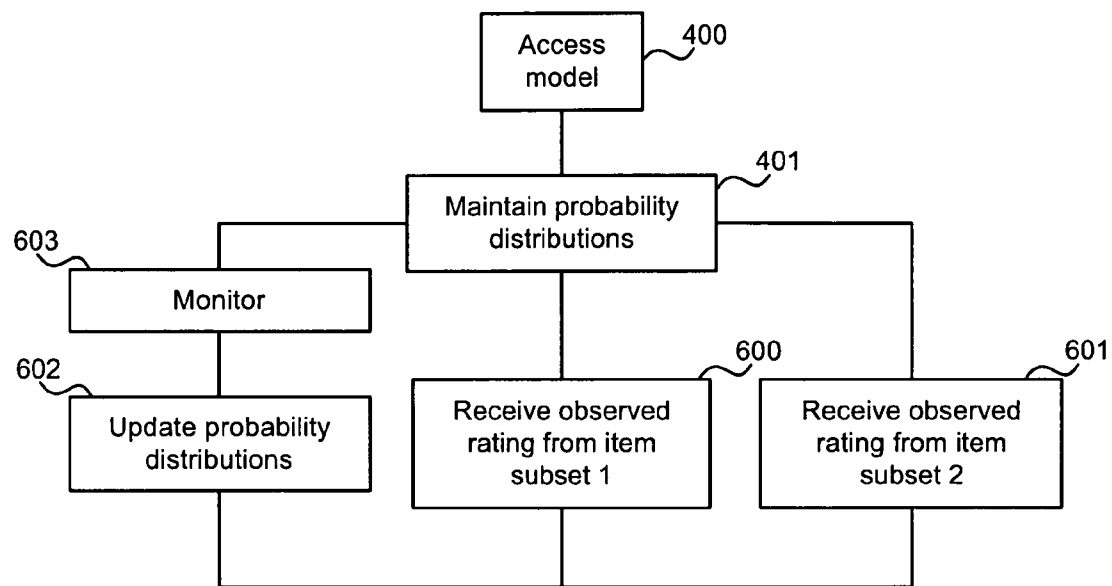 Access
model
400
Maintain probability
distributions
401
603
Monitor
602
Update probability
distributions
600
Receive observed
rating from item
subset 1
601
Receive observed
rating from item
subset 2